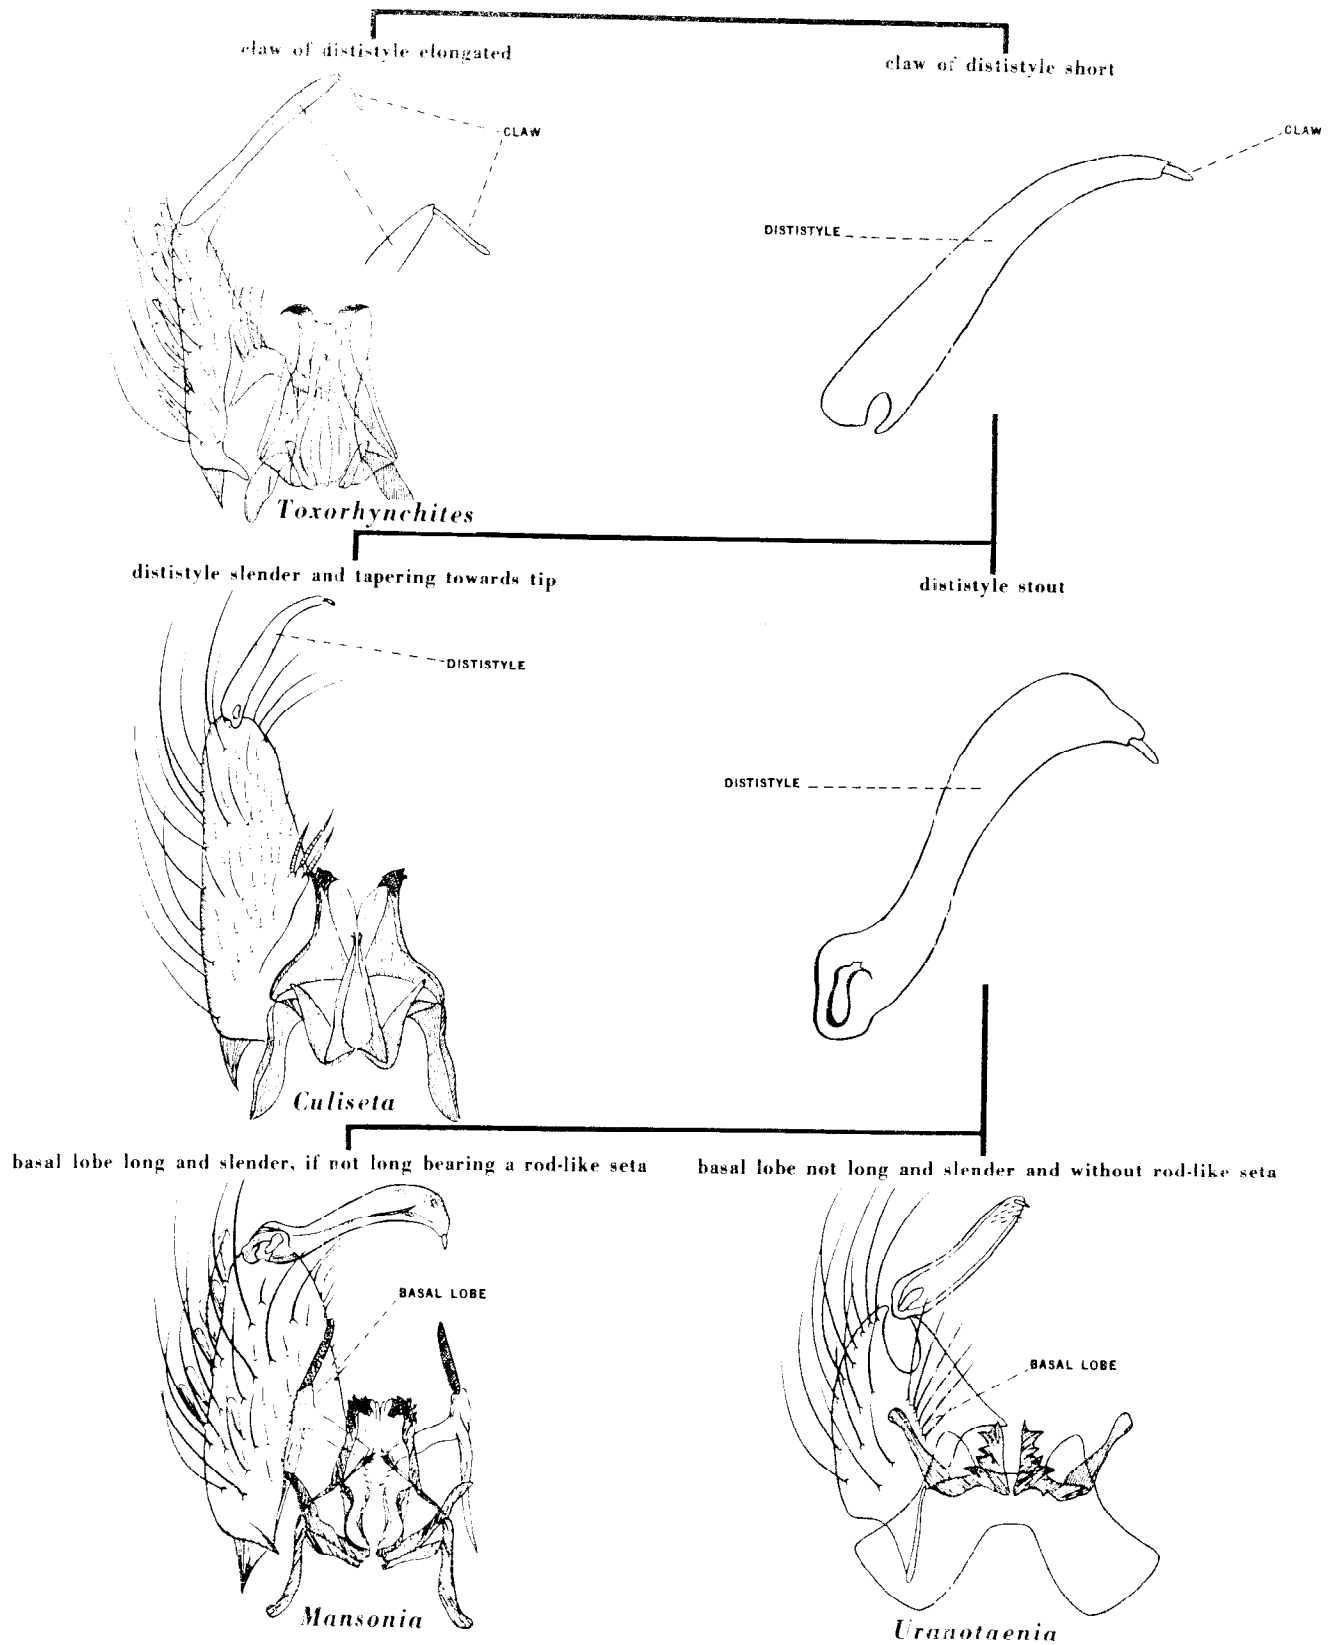 claw of dististyle elongated
claw of dististyle short
CLAW
CLAW
DISTISTYLE
Toxorhynchites
dististyle slender and tapering towards tip
dististyle stout
DISTISTYLE
DISTISTYLE
Culiseta
basal lobe long and slender, if not long bearing a rod-like seta
basal lobe not long and slender and without rod-like seta
BASAL LOBE
BASAL LOBE
Mansonia
Uranotaenia